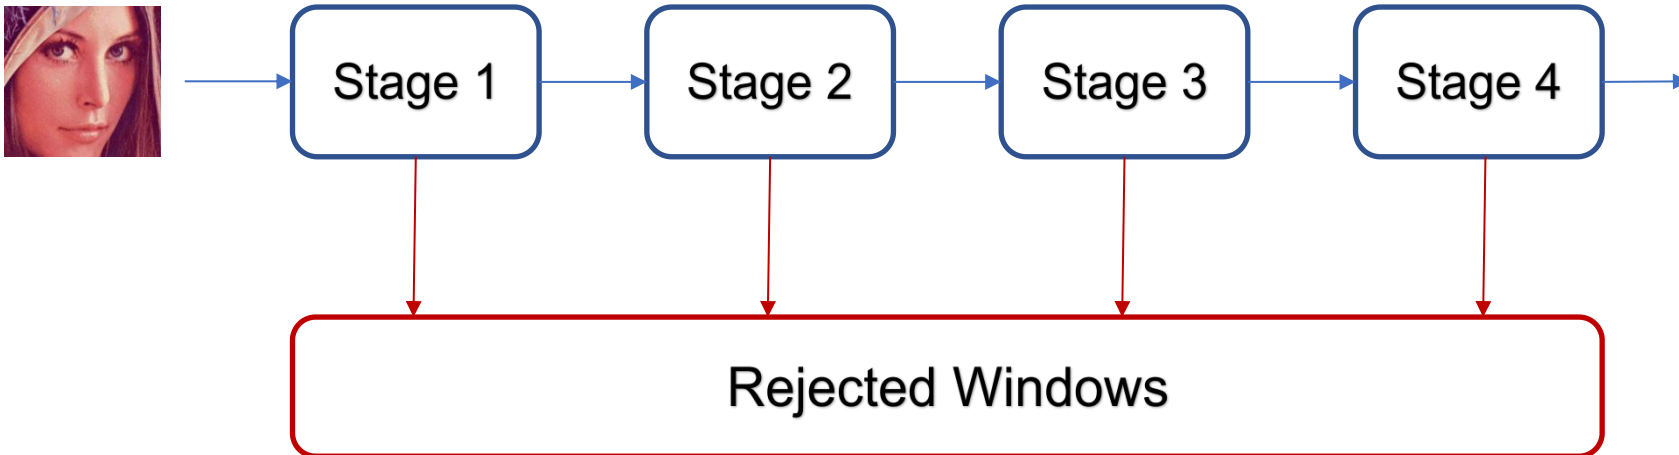 Stage 1
Stage 2
Stage 3
Stage 4
Rejected Windows